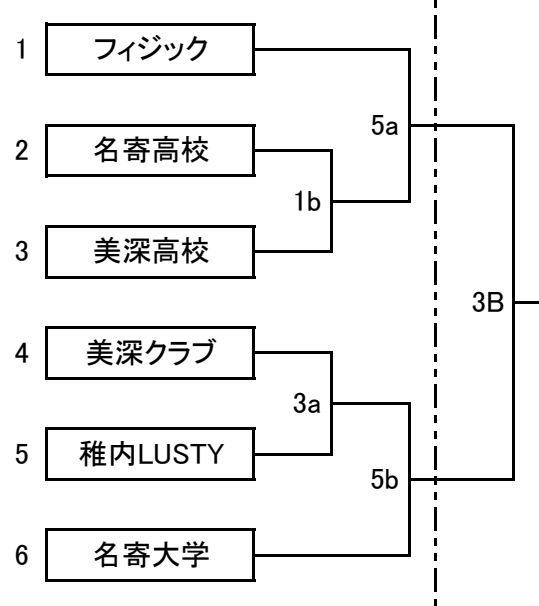 1 フィジック
5a
2 名寄高校
1b
3 美深高校
3B
4 美深クラブ
3a
5 稚内LUSTY
5b
6 名寄大学